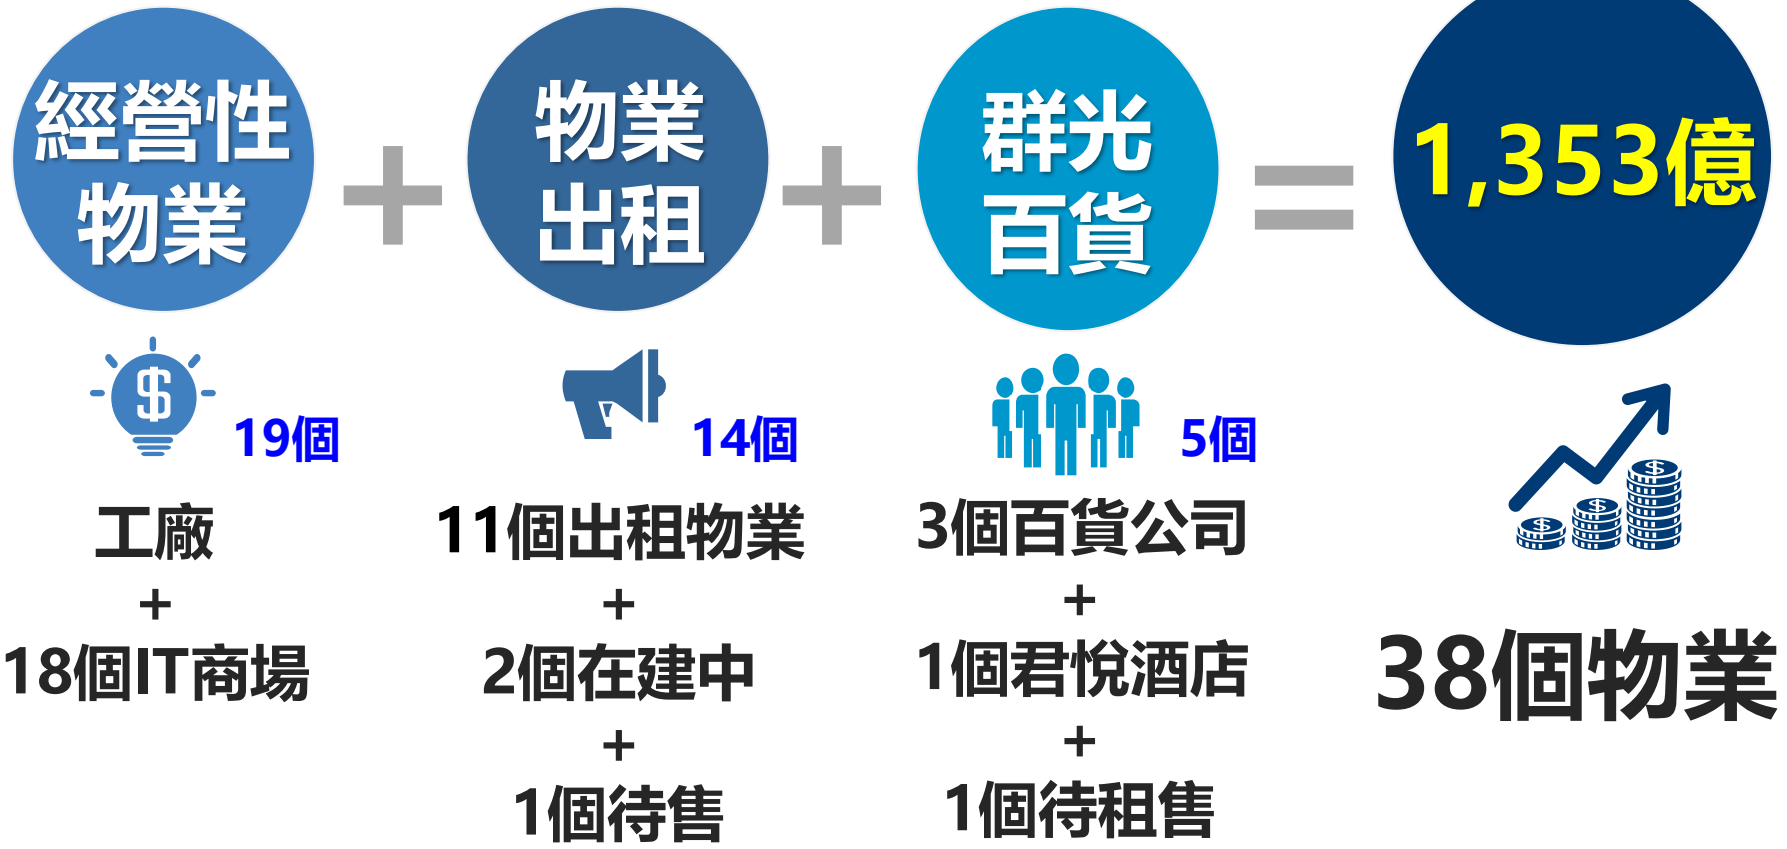 經營性
物業
+
物業
出租
+
群光
百貨
=
1,353億
19個
工廠
+
18個IT商場
14個
11個出租物業
+
2個在建中
+
1個待售
5個
3個百貨公司
+
1個君悅酒店
+
1個待租售
38個物業